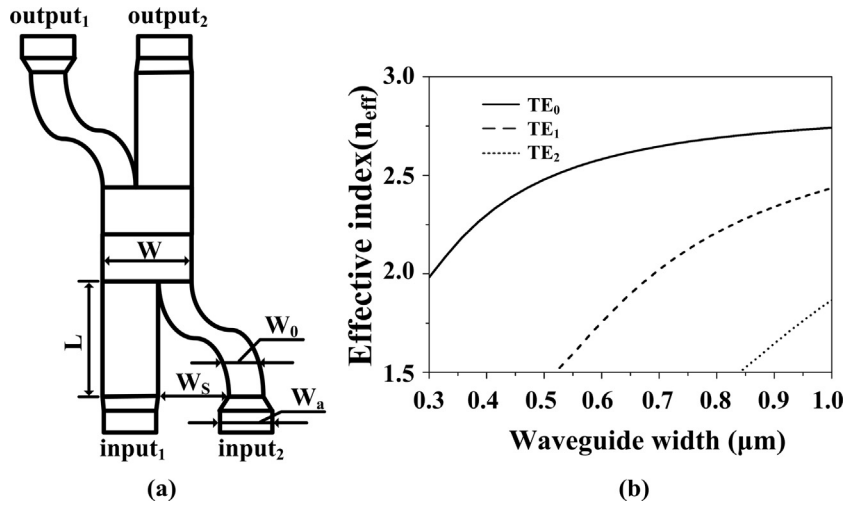 output₁ output₂
W
L
W₀
Wₛ
Wₐ
input₁ input₂
(a)
Effective index(n_eff)
3.0
2.5
2.0
1.5
TE₀
TE₁
TE₂
0.3 0.4 0.5 0.6 0.7 0.8 0.9 1.0
Waveguide width (μm)
(b)